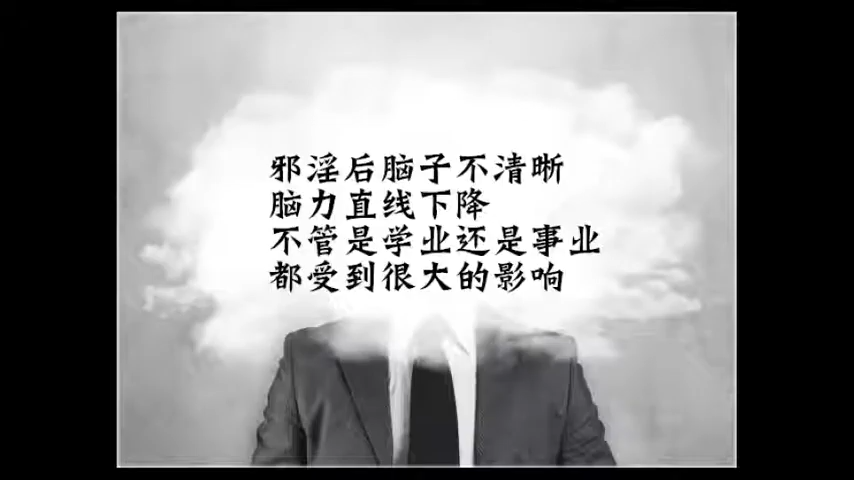 邪淫后脑子不清晰
脑力直线下降
不管是学业还是事业
都受到很大的影响